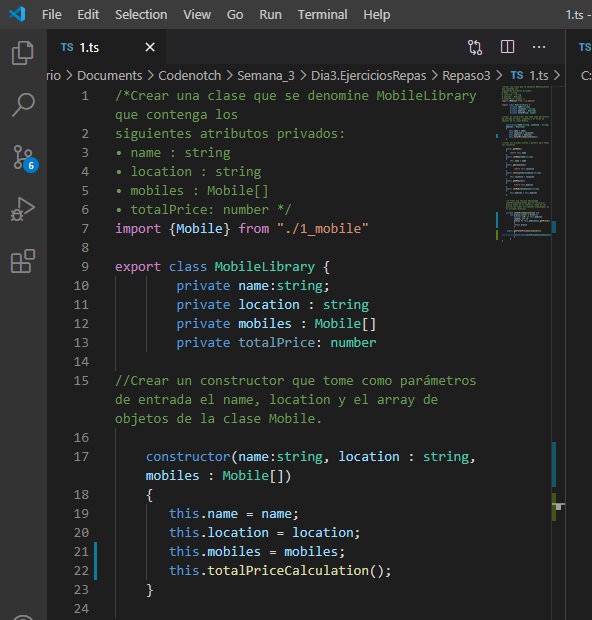 File Edit Selection View Go Run Terminal Help 1.ts -
TS 1.ts × ··· TS
rio > Documents > Codenotch > Semana_3 > Dia3.EjerciciosRepas > Repaso3 > TS 1.ts > C:
1 /*Crear una clase que se denomine MobileLibrary
que contenga los
2 siguientes atributos privados:
3 • name : string
4 • location : string
5 • mobiles : Mobile[]
6 • totalPrice: number */
7 import {Mobile} from "./1_mobile"
8
9 export class MobileLibrary {
10 private name:string;
11 private location : string
12 private mobiles : Mobile[]
13 private totalPrice: number
14
15 //Crear un constructor que tome como parámetros
de entrada el name, location y el array de
objetos de la clase Mobile.
16
17 constructor(name:string, location : string,
mobiles : Mobile[])
18 {
19 this.name = name;
20 this.location = location;
21 this.mobiles = mobiles;
22 this.totalPriceCalculation();
23 }
24
6